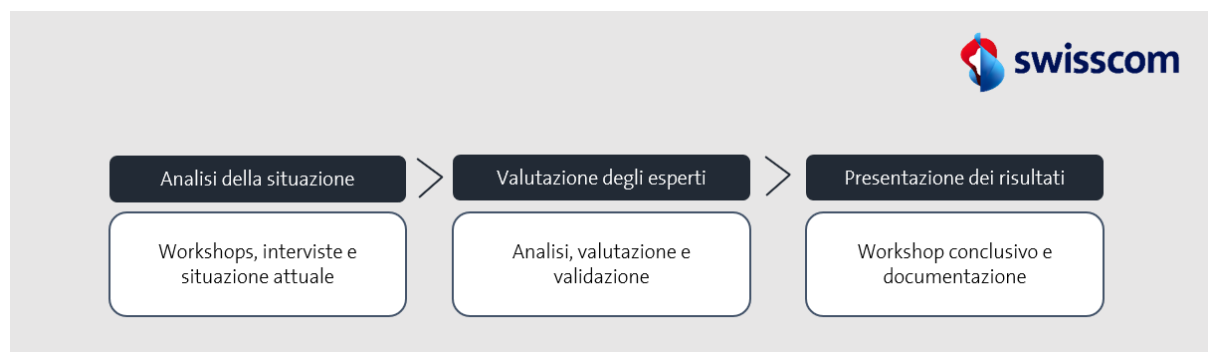 swisscom
Analisi della situazione
Valutazione degli esperti
Presentazione dei risultati
Workshops, interviste e
situazione attuale
Analisi, valutazione e
validazione
Workshop conclusivo e
documentazione